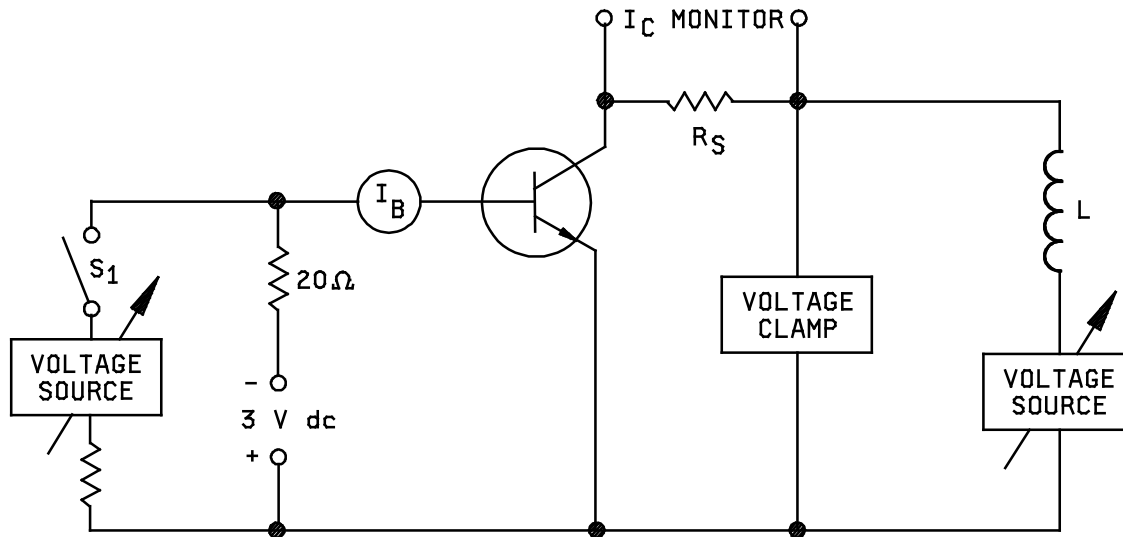 I_C MONITOR
R_S
I_B
L
S_1
20Ω
VOLTAGE
CLAMP
VOLTAGE
SOURCE
VOLTAGE
SOURCE
-
3 V dc
+